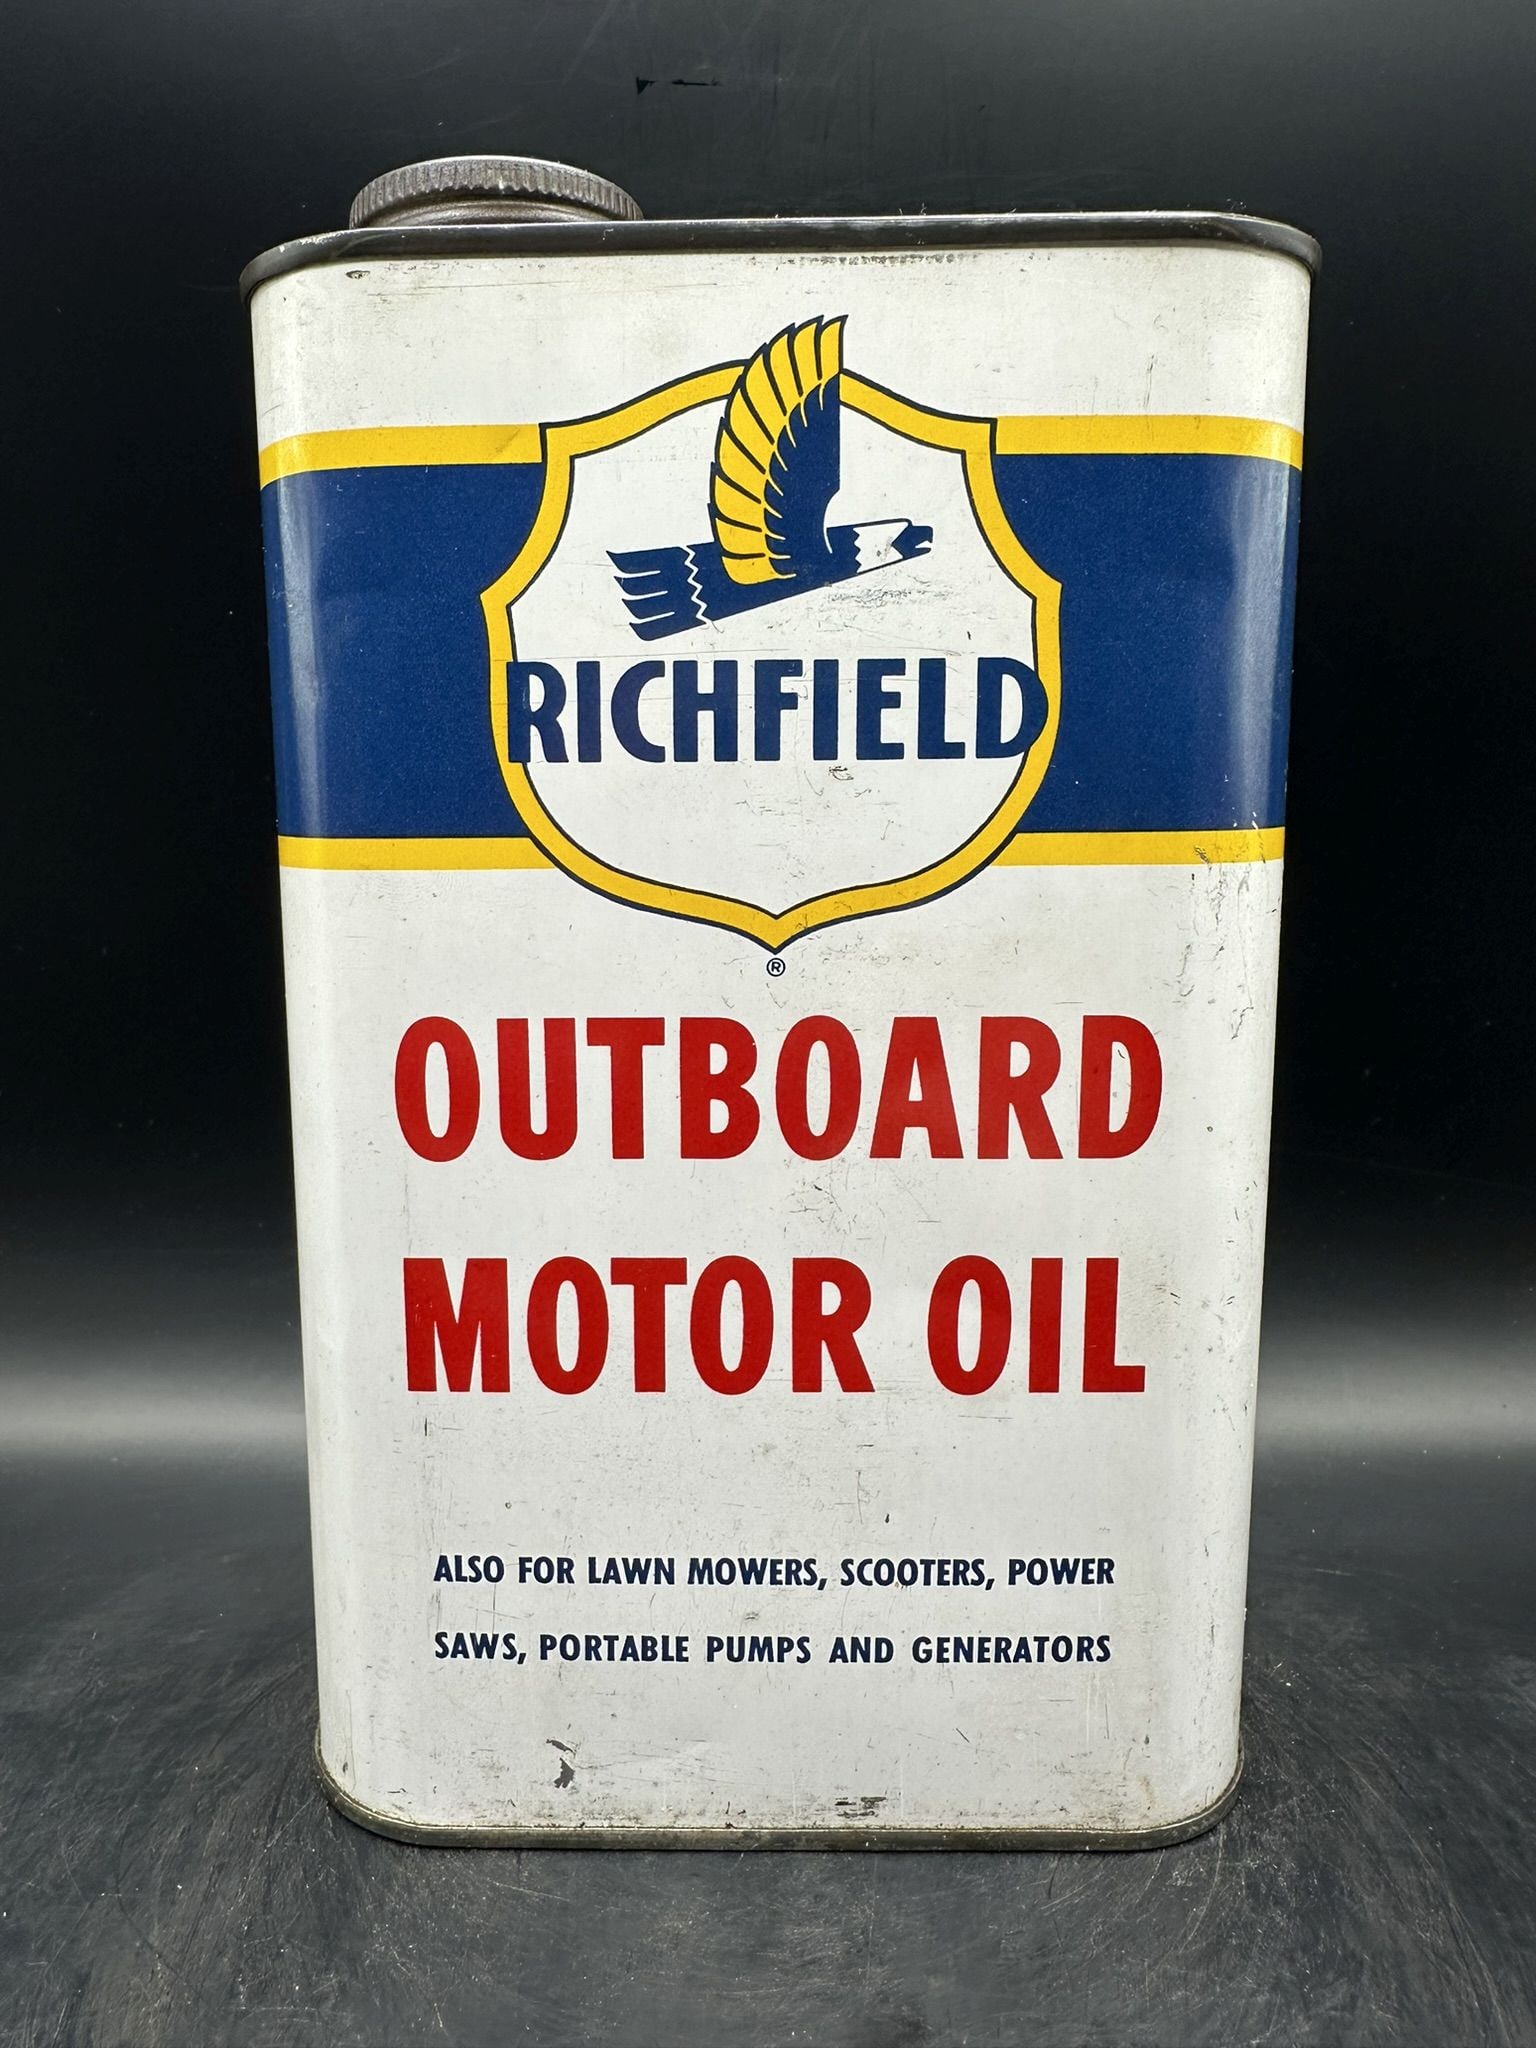 RICHFIELD
®
OUTBOARD
MOTOR OIL
ALSO FOR LAWN MOWERS, SCOOTERS, POWER
SAWS, PORTABLE PUMPS AND GENERATORS